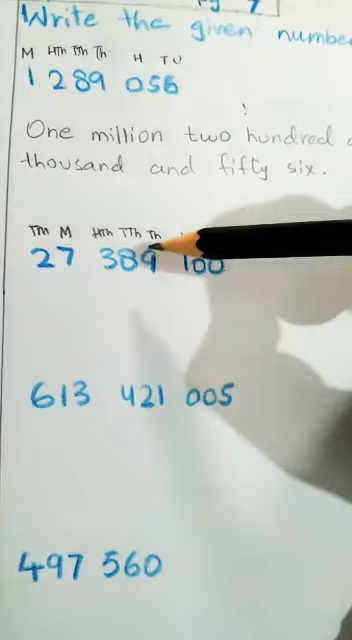 Write the given number
M HTh TTh Th H T U
1 289 056
One million two hundred
thousand and fifty six.
TM M HTh TTh Th
27 389 100
613 421 005
497 560